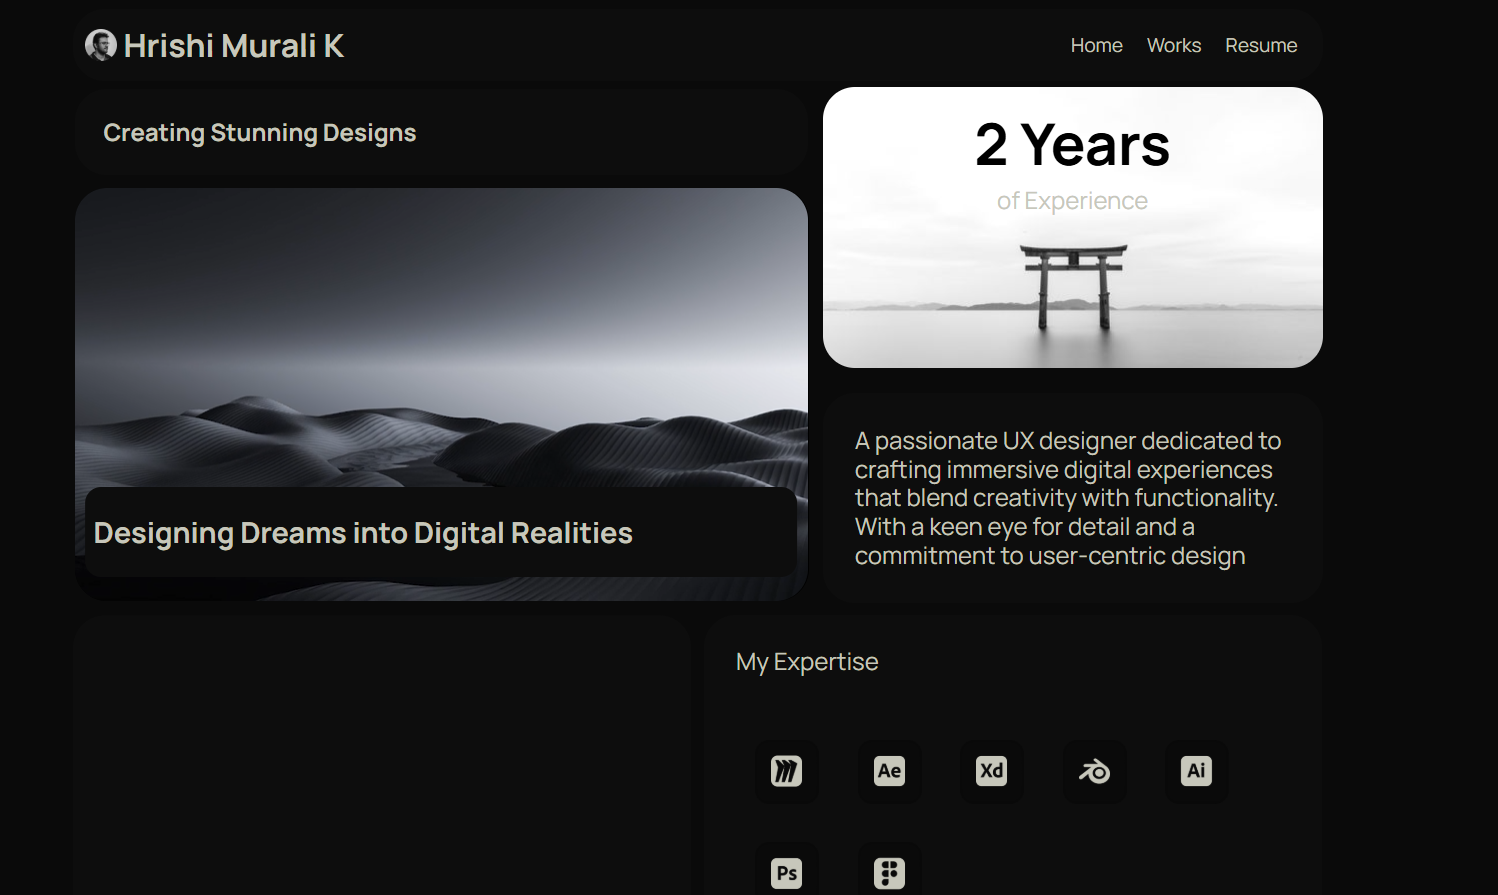 Hrishi Murali K
Home Works Resume
Creating Stunning Designs
2 Years
of Experience
Designing Dreams into Digital Realities
A passionate UX designer dedicated to
crafting immersive digital experiences
that blend creativity with functionality.
With a keen eye for detail and a
commitment to user-centric design
My Expertise
Ae Xd Ai
Ps